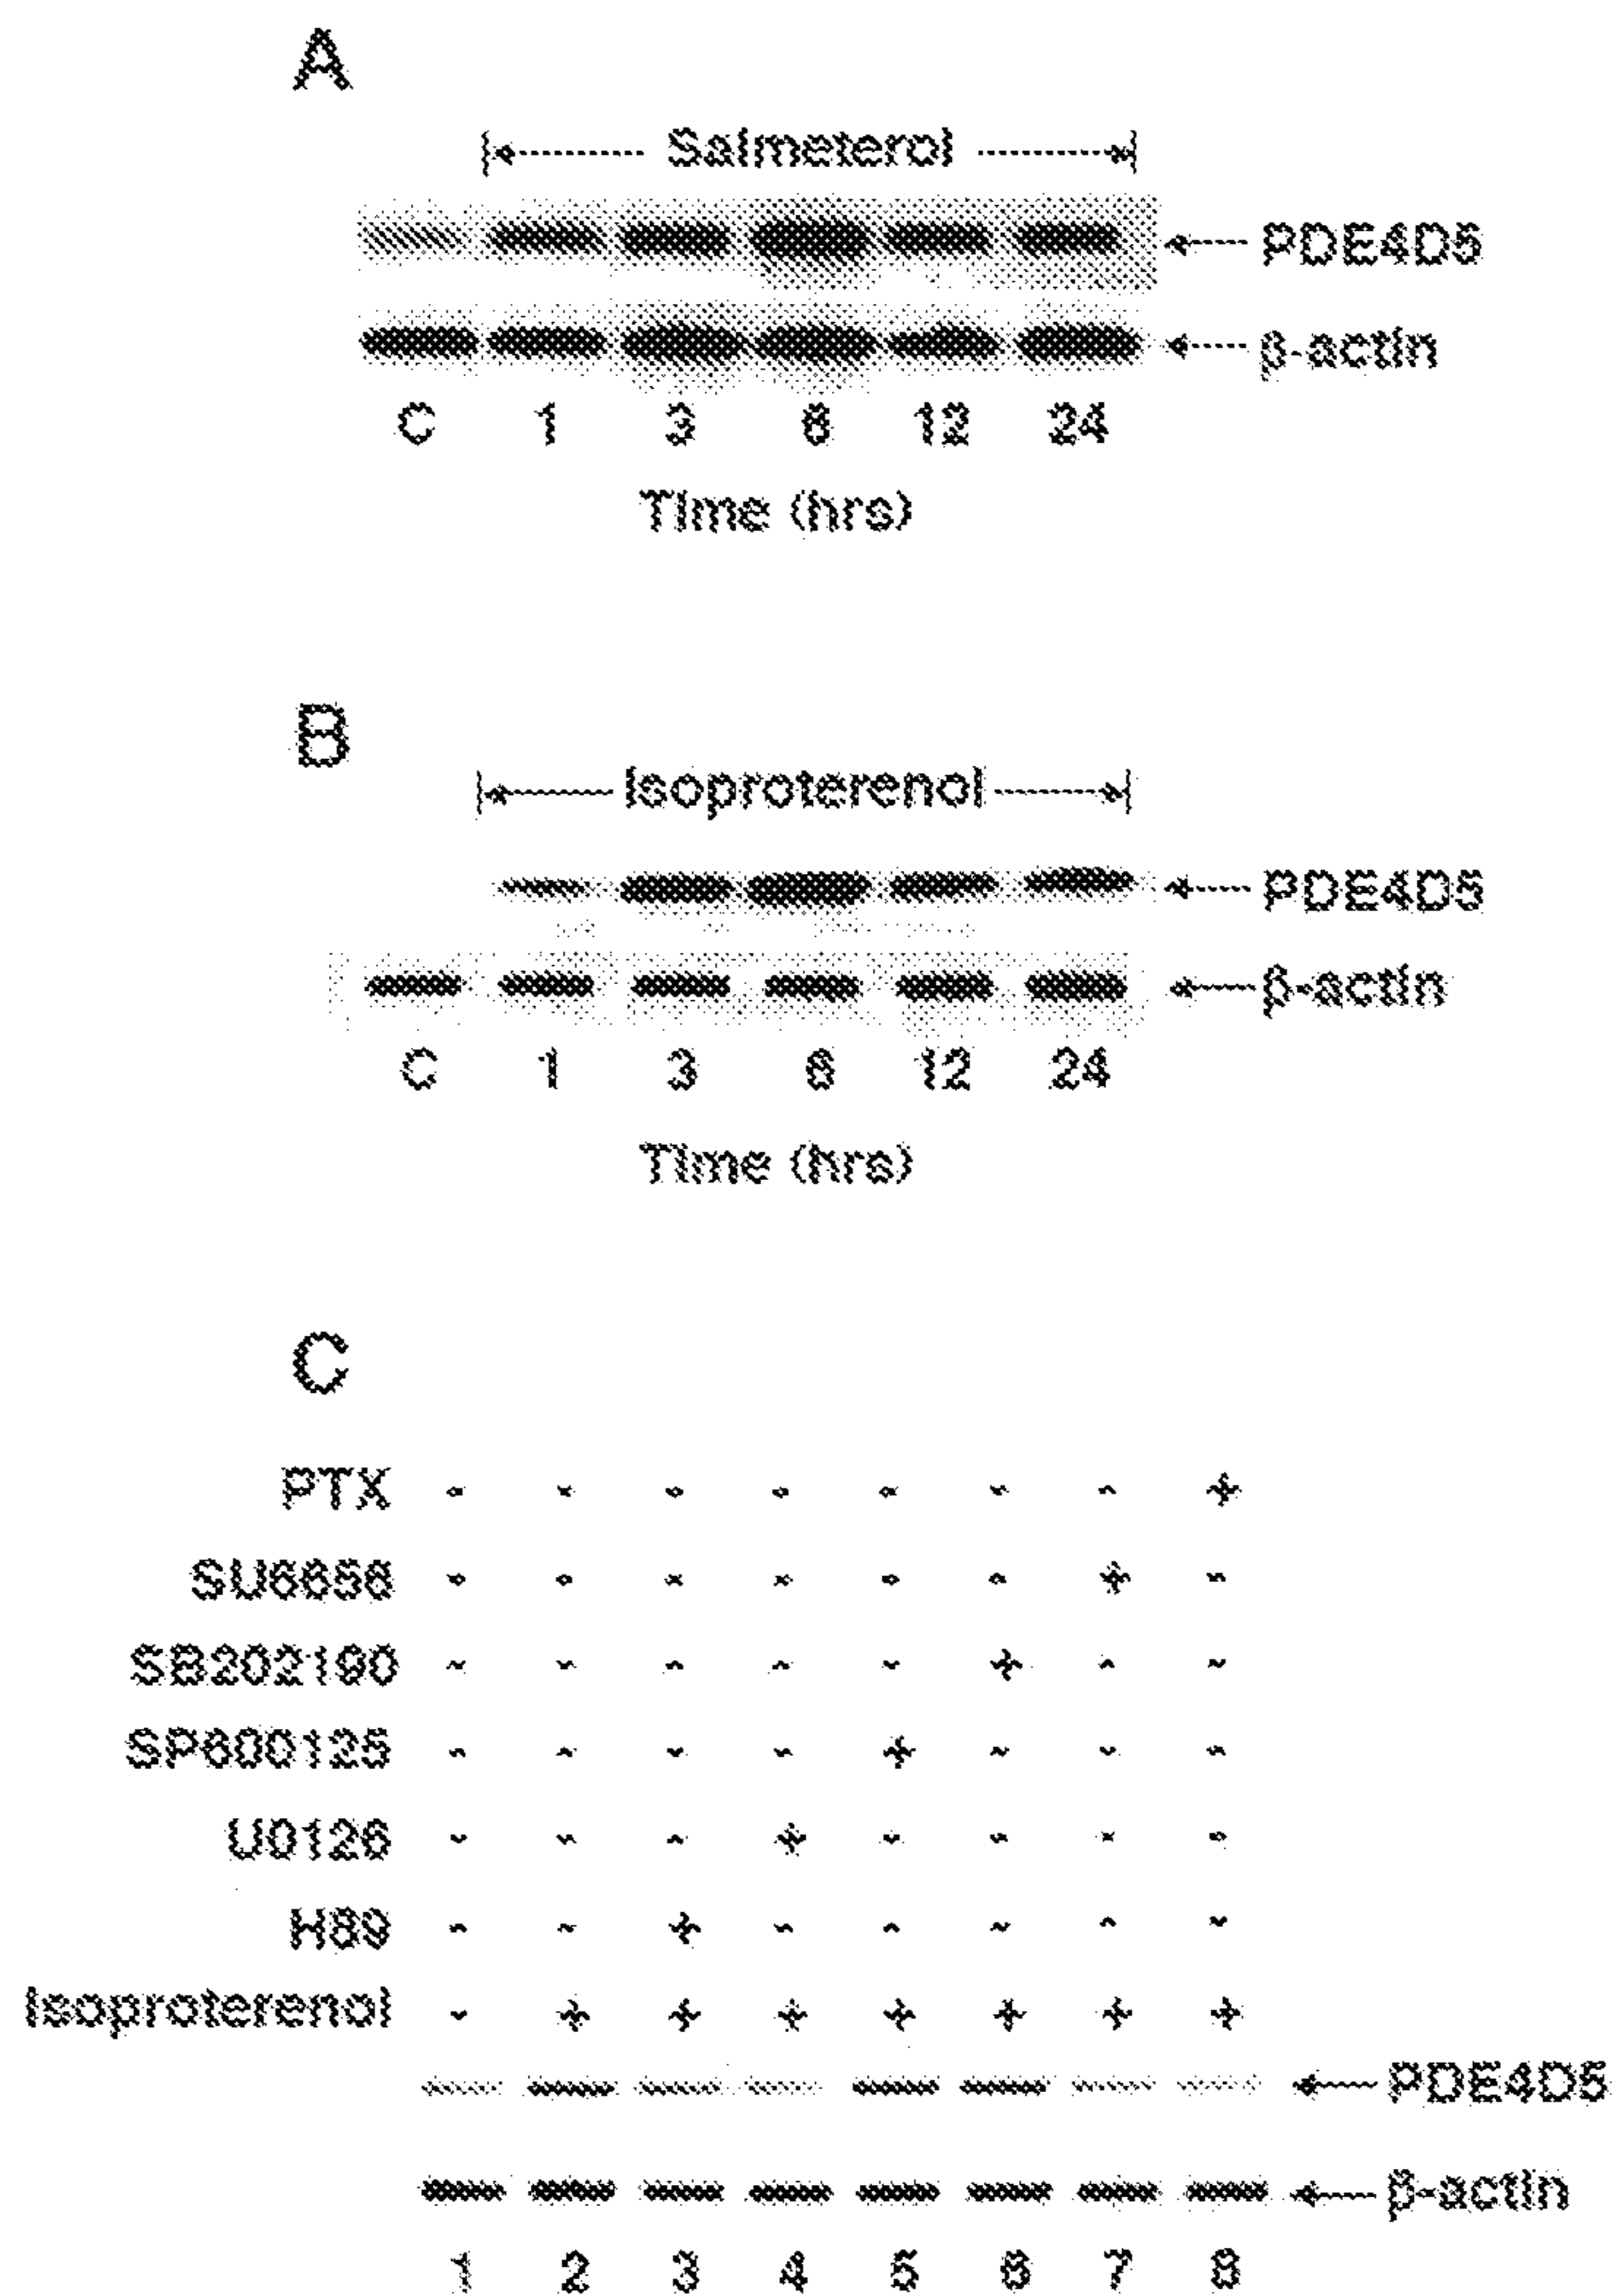 A
Salmeterol
PDE4D5
β-actin
C 1 3 6 12 24
Time (hrs)
B
Isoproterenol
PDE4D5
β-actin
C 1 3 6 12 24
Time (hrs)
C
PTX - - - - - - - +
SU6656 - - - - - - + -
SB202190 - - - - - + - -
SP600125 - - - - + - - -
U0126 - - - + - - - -
H89 - - + - - - - -
Isoproterenol - + + + + + + +
PDE4D5
β-actin
1 2 3 4 5 6 7 8